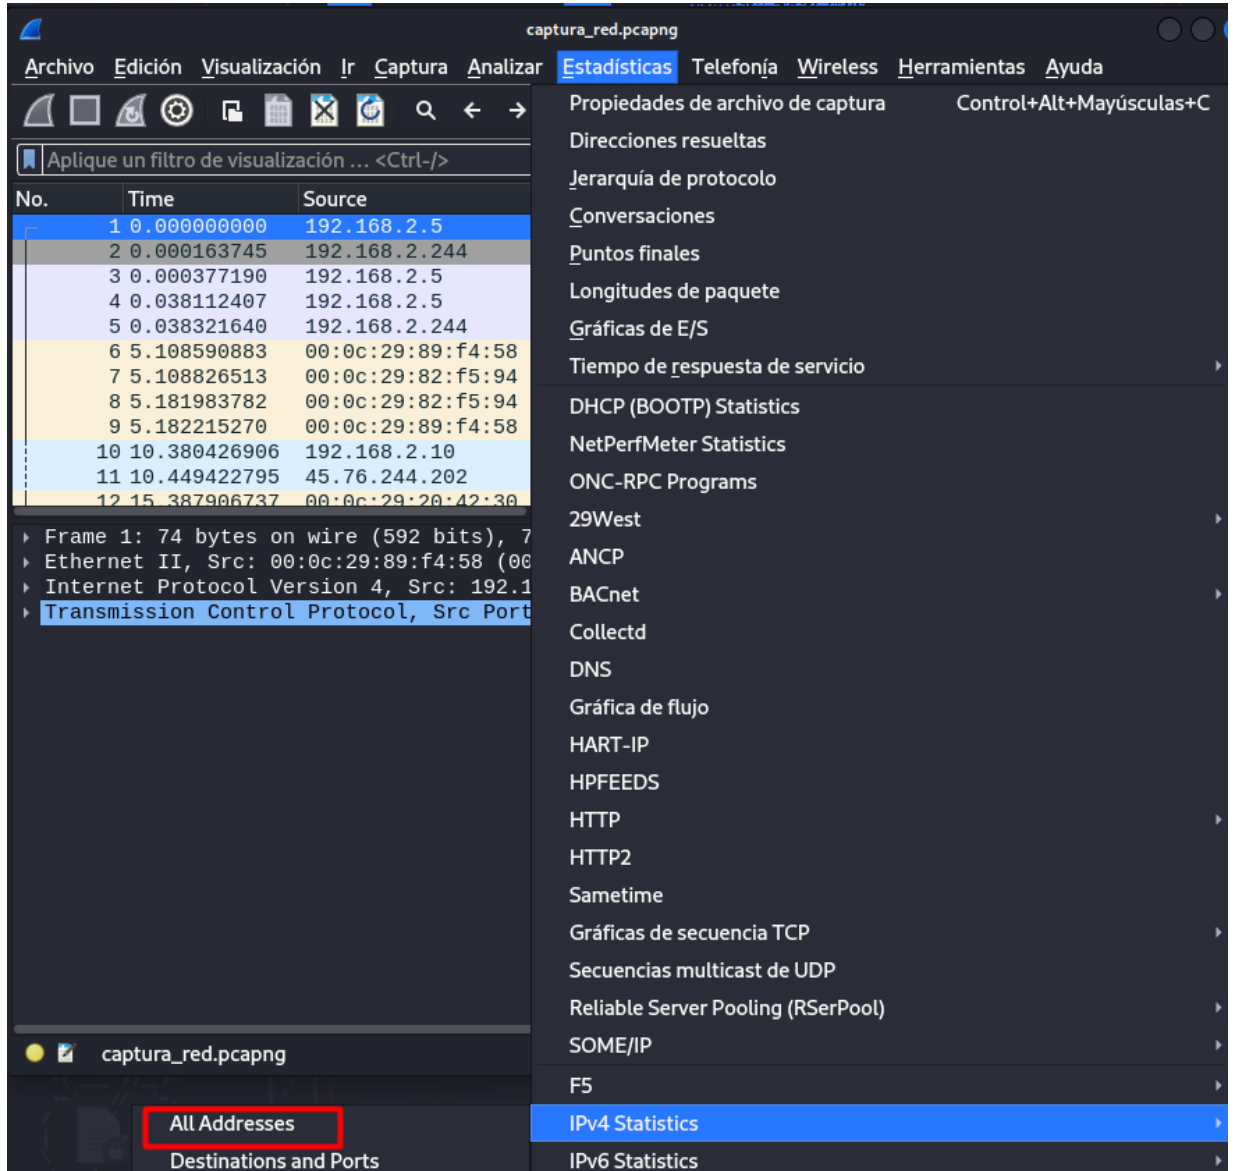 captura_red.pcapng
Archivo Edición Visualización Ir Captura Analizar Estadísticas Telefonía Wireless Herramientas Ayuda
Aplique un filtro de visualización … <Ctrl-/>
No. Time Source
1 0.000000000 192.168.2.5
2 0.000163745 192.168.2.244
3 0.000377190 192.168.2.5
4 0.038112407 192.168.2.5
5 0.038321640 192.168.2.244
6 5.108590883 00:0c:29:89:f4:58
7 5.108826513 00:0c:29:82:f5:94
8 5.181983782 00:0c:29:82:f5:94
9 5.182215270 00:0c:29:89:f4:58
10 10.380426906 192.168.2.10
11 10.449422795 45.76.244.202
12 15.387906737 00:0c:29:20:42:30
Frame 1: 74 bytes on wire (592 bits), 7
Ethernet II, Src: 00:0c:29:89:f4:58 (00
Internet Protocol Version 4, Src: 192.1
Transmission Control Protocol, Src Port
captura_red.pcapng
Propiedades de archivo de captura Control+Alt+Mayúsculas+C
Direcciones resueltas
Jerarquía de protocolo
Conversaciones
Puntos finales
Longitudes de paquete
Gráficas de E/S
Tiempo de respuesta de servicio
DHCP (BOOTP) Statistics
NetPerfMeter Statistics
ONC-RPC Programs
29West
ANCP
BACnet
Collectd
DNS
Gráfica de flujo
HART-IP
HPFEEDS
HTTP
HTTP2
Sametime
Gráficas de secuencia TCP
Secuencias multicast de UDP
Reliable Server Pooling (RSerPool)
SOME/IP
F5
IPv4 Statistics
IPv6 Statistics
All Addresses
Destinations and Ports